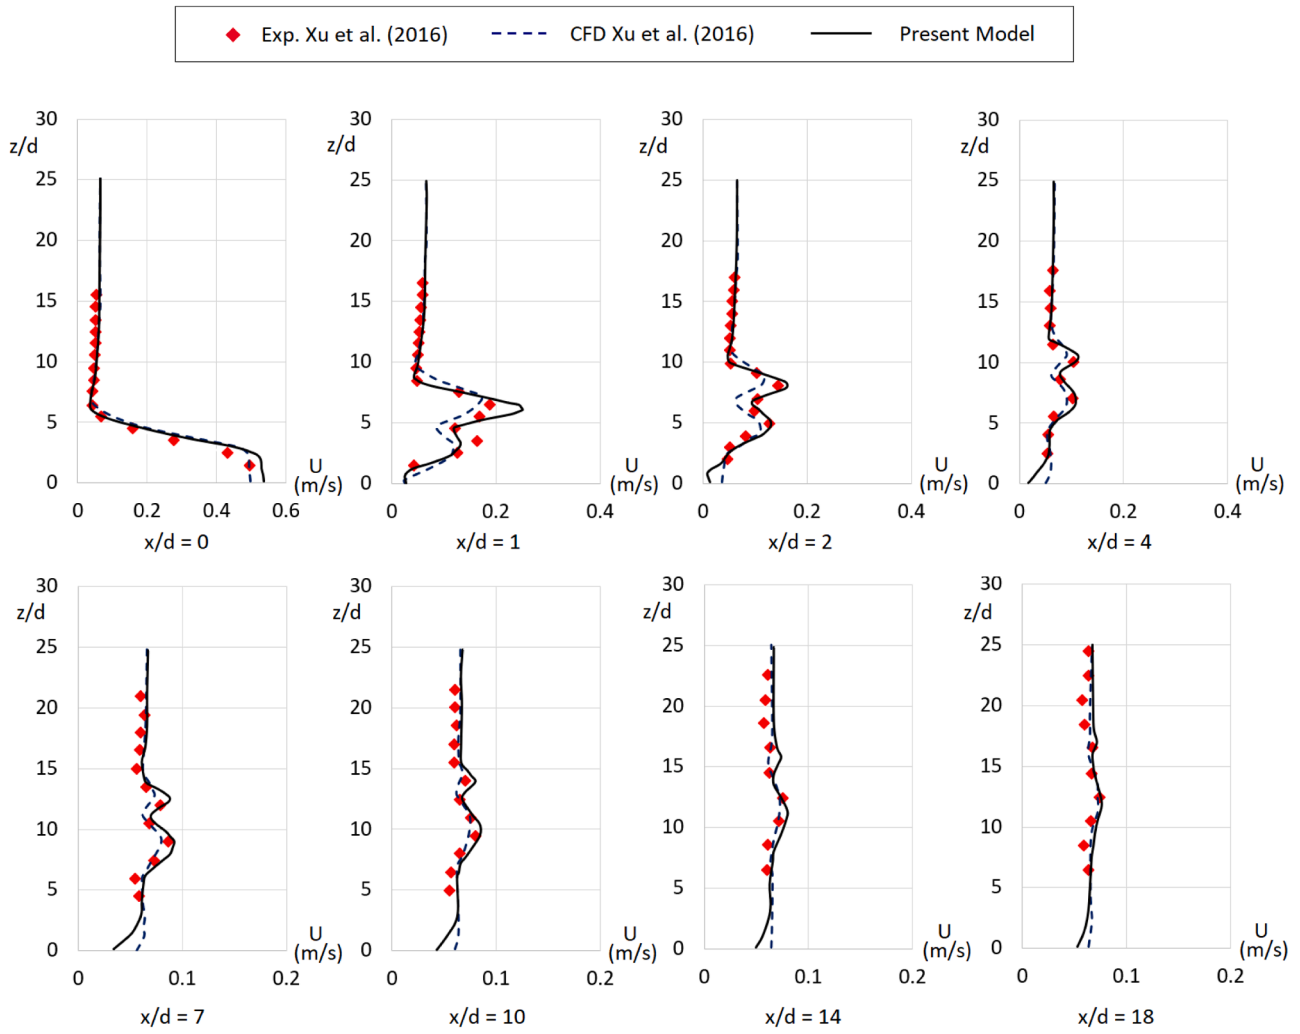 Exp. Xu et al. (2016) CFD Xu et al. (2016) Present Model
30 30 30 30
z/d z/d z/d z/d
25 25 25 25
20 20 20 20
15 15 15 15
10 10 10 10
5 5 5 5
U U U U
(m/s) (m/s) (m/s) (m/s)
0 0 0 0
0 0.2 0.4 0.6 0 0.2 0.4 0 0.2 0.4 0 0.2 0.4
x/d = 0 x/d = 1 x/d = 2 x/d = 4
30 30 30 30
z/d z/d z/d z/d
25 25 25 25
20 20 20 20
15 15 15 15
10 10 10 10
5 5 5 5
U U U U
(m/s) (m/s) (m/s) (m/s)
0 0 0 0
0 0.1 0.2 0 0.1 0.2 0 0.1 0.2 0 0.1 0.2
x/d = 7 x/d = 10 x/d = 14 x/d = 18